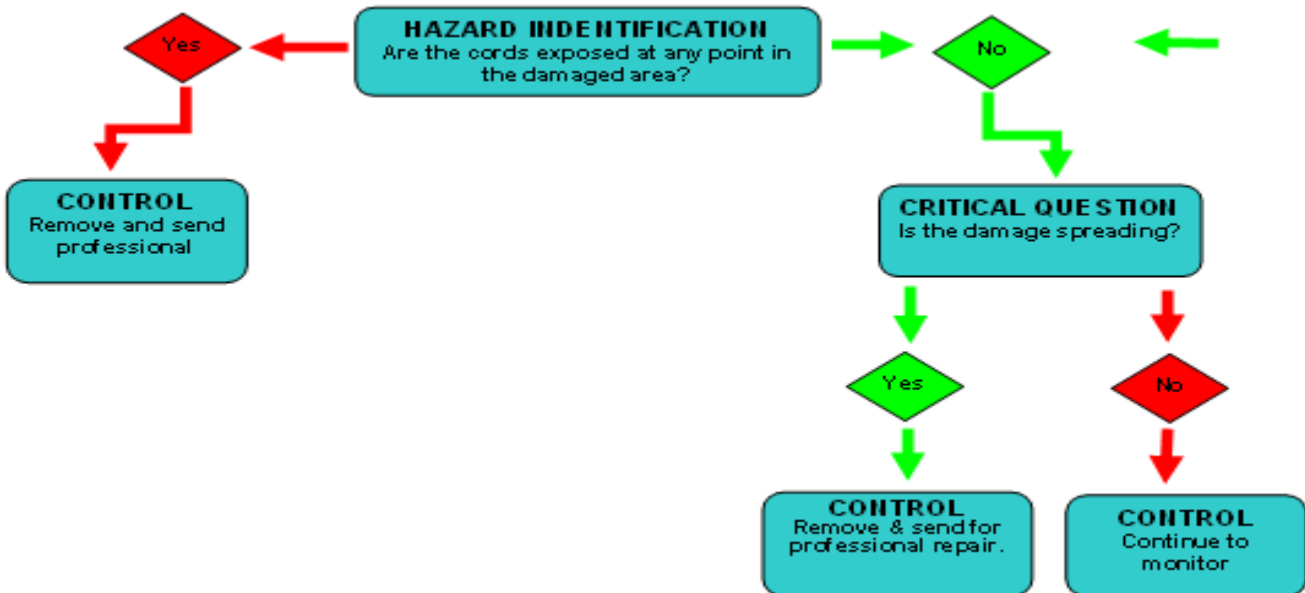 HAZARD INDENTIFICATION
Are the cords exposed at any point in
the damaged area?
Yes
No
CONTROL
Remove and send
professional
CRITICAL QUESTION
Is the damage spreading?
Yes
No
CONTROL
Remove & send for
professional repair.
CONTROL
Continue to
monitor